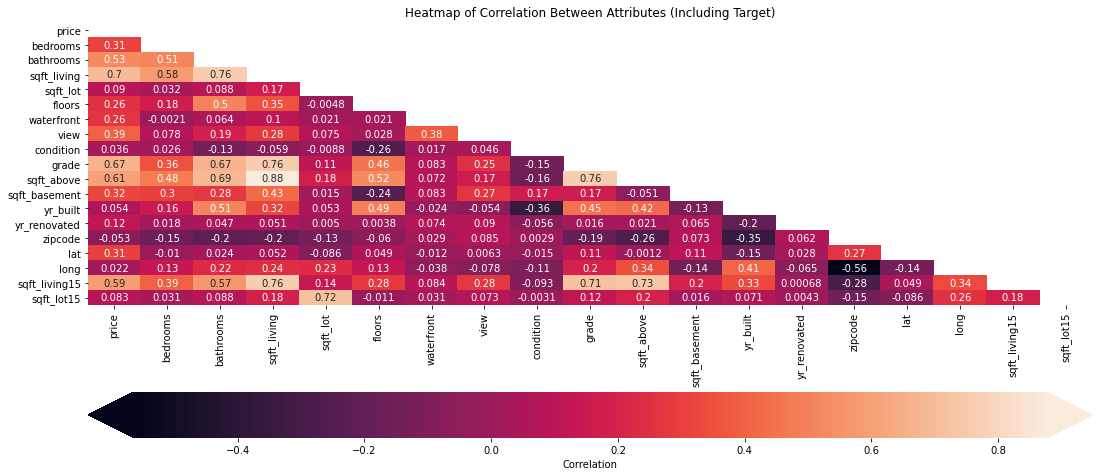 Heatmap of Correlation Between Attributes (Including Target)
price
bedrooms 0.31
bathrooms 0.53 0.51
sqft_living 0.7 0.58 0.76
sqft_lot 0.09 0.032 0.088 0.17
floors 0.26 0.18 0.5 0.35 -0.0048
waterfront 0.26 -0.0021 0.064 0.1 0.021 0.021
view 0.39 0.078 0.19 0.28 0.075 0.028 0.38
condition 0.036 0.026 -0.13 -0.059 -0.0088 -0.26 0.017 0.046
grade 0.67 0.36 0.67 0.76 0.11 0.46 0.083 0.25 -0.15
sqft_above 0.61 0.48 0.69 0.88 0.18 0.52 0.072 0.17 -0.16 0.76
sqft_basement 0.32 0.3 0.28 0.43 0.015 -0.24 0.083 0.27 0.17 0.17 -0.051
yr_built 0.054 0.16 0.51 0.32 0.053 0.49 -0.024 -0.054 -0.36 0.45 0.42 -0.13
yr_renovated 0.12 0.018 0.047 0.051 0.005 0.0038 0.074 0.09 -0.056 0.016 0.021 0.065 -0.2
zipcode -0.053 -0.15 -0.2 -0.2 -0.13 -0.06 0.029 0.085 0.0029 -0.19 -0.26 0.073 -0.35 0.062
lat 0.31 -0.01 0.024 0.052 -0.086 0.049 -0.012 0.0063 -0.015 0.11 -0.0012 0.11 -0.15 0.028 0.27
long 0.022 0.13 0.22 0.24 0.23 0.13 -0.038 -0.078 -0.11 0.2 0.34 -0.14 0.41 -0.065 -0.56 -0.14
sqft_living15 0.59 0.39 0.57 0.76 0.14 0.28 0.084 0.28 -0.093 0.71 0.73 0.2 0.33 0.00068 -0.28 0.049 0.34
sqft_lot15 0.083 0.031 0.088 0.18 0.72 -0.011 0.031 0.073 -0.0031 0.12 0.2 0.016 0.071 0.0043 -0.15 -0.086 0.26 0.18
price bedrooms bathrooms sqft_living sqft_lot floors waterfront view condition grade sqft_above sqft_basement yr_built yr_renovated zipcode lat long sqft_living15 sqft_lot15
−0.4 −0.2 0.0 0.2 0.4 0.6 0.8
Correlation